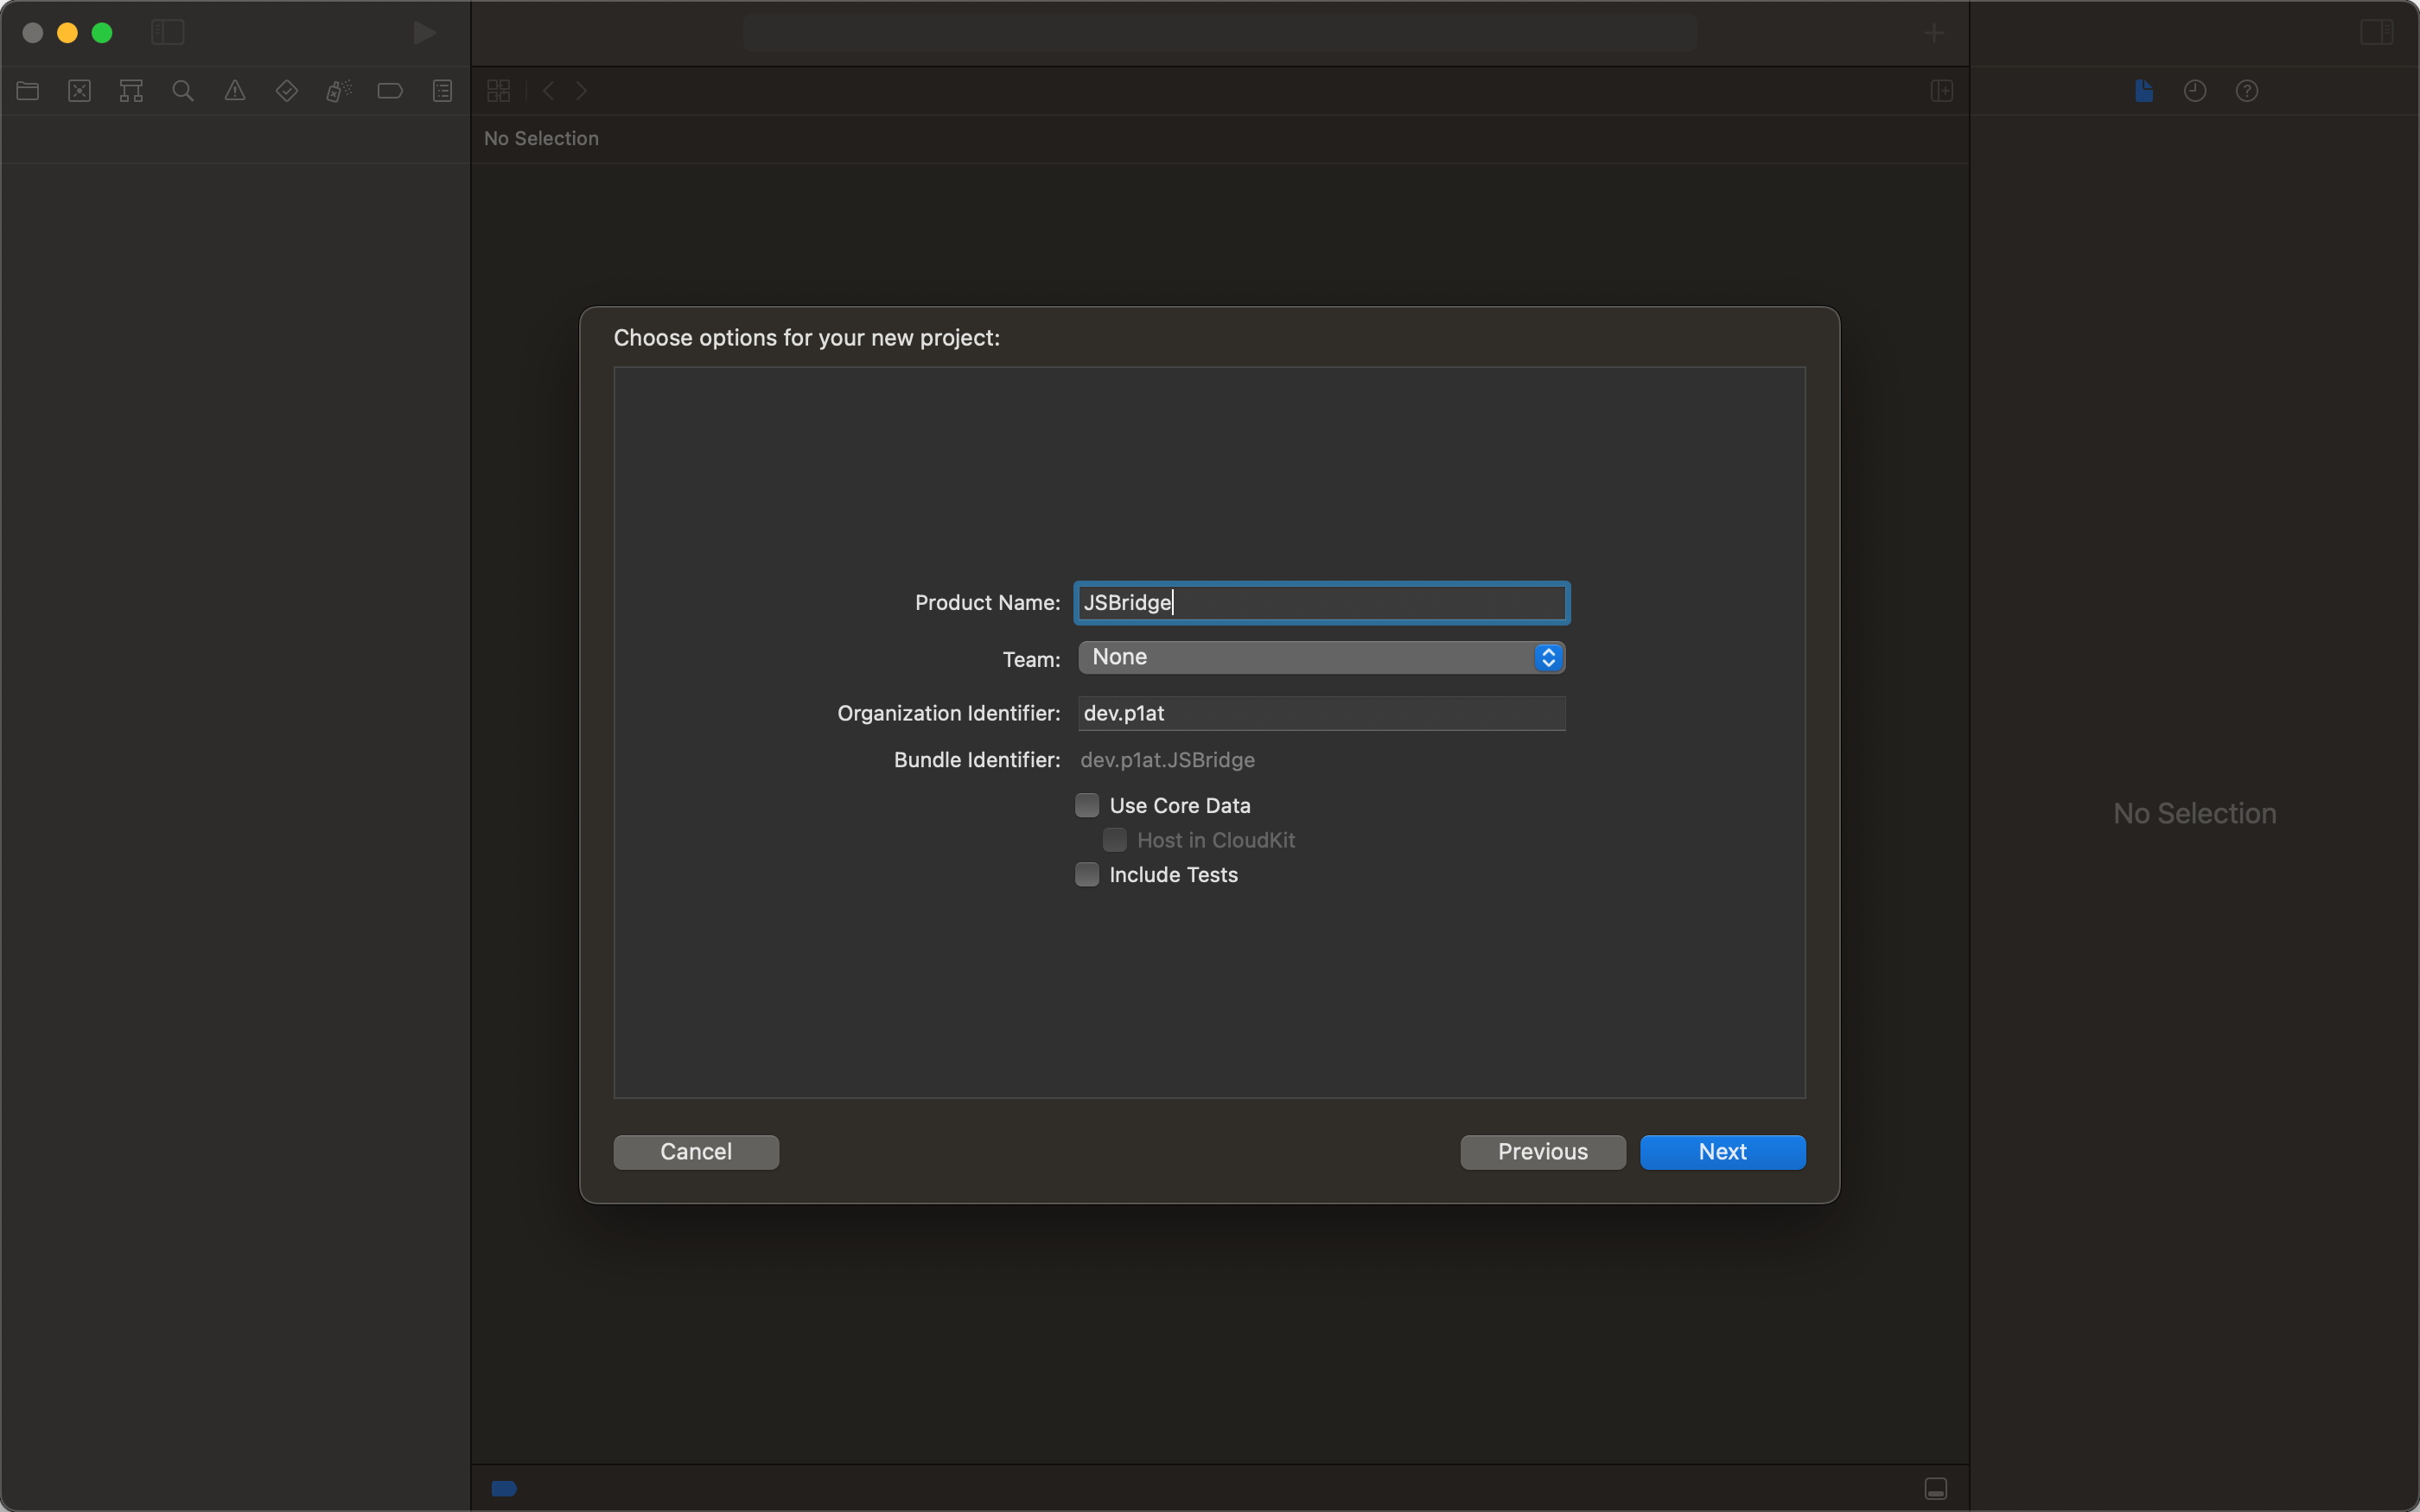 No Selection
Choose options for your new project:
Product Name: JSBridge
Team: None
Organization Identifier: dev.p1at
Bundle Identifier: dev.p1at.JSBridge
Use Core Data
Host in CloudKit
Include Tests
No Selection
Cancel Previous Next